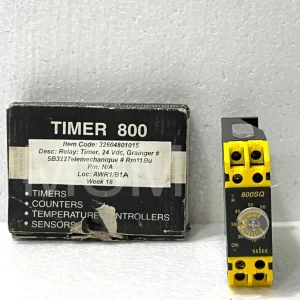 TIMER 800
Item Code: 32604801015
Desc: Relay: Timer, 24 Vdc, Grainger #
5B322Telemechanique # Rm11Bu
P/n: N/A
Loc: AWR1/B1A
Week 18
TIMERS
COUNTERS
TEMPERATURE CONTROLLERS
SENSORS
800SQ
ON
selec